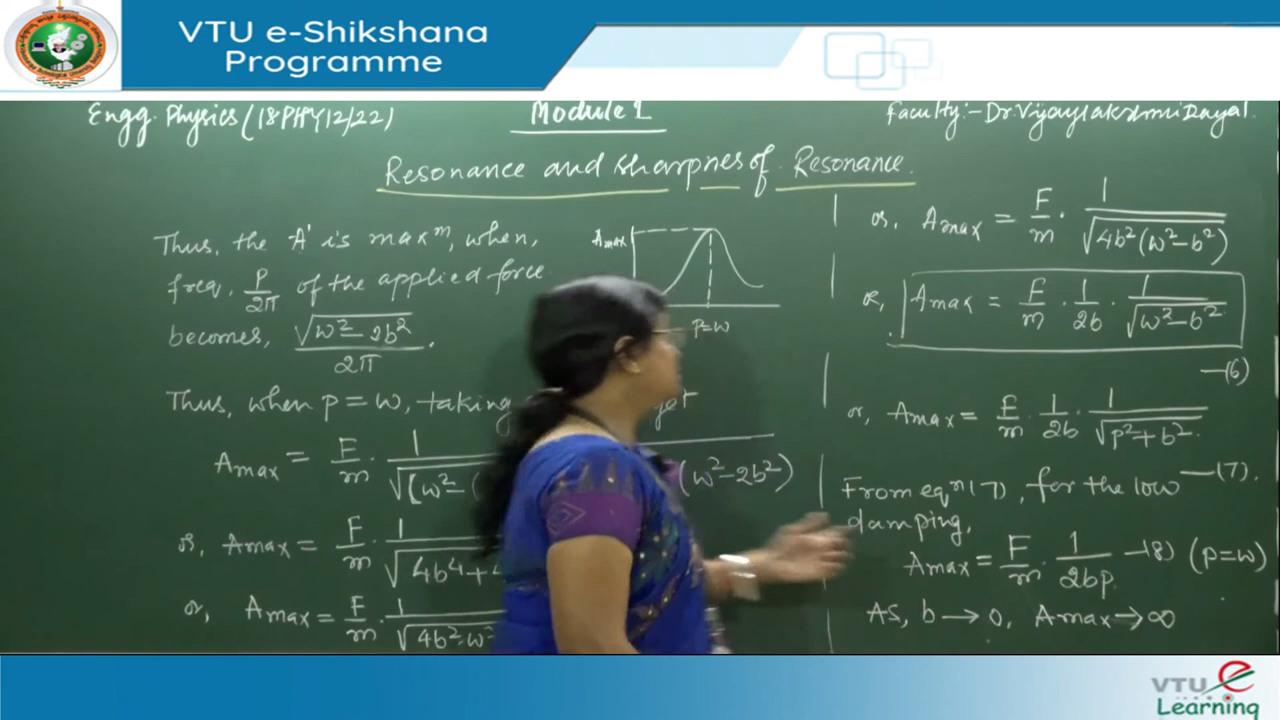 VTU e-Shikshana
Programme
Engg. Physics (18PHY12/22)
Module 1
Faculty:- Dr. Vijaylakshmi Dayal.
Resonance and sharpnes of Resonance.
Thus, the A' is maxᵐ, when,
freq. P/2π of the applied force
becomes, √(ω² - 2b²)/2π.
Thus, when p = ω, taking
Amax = F/m · 1/√[ω² - (
(ω² - 2b²)
or, Amax = F/m · 1/√4b⁴ +
or, Amax = F/m · 1/√4b²ω²
Amax
p=ω
or, Amax = F/m · 1/√4b²(ω² - b²)
or, Amax = F/m · 1/2b · 1/√ω² - b²
—(6)
or, Amax = F/m · 1/2b · 1/√p² + b²
—(7).
From eqⁿ (7), for the low
damping,
Amax = F/m · 1/2bp. —(8) (p=ω)
As, b → 0, Amax → ∞
VTU e
Learning